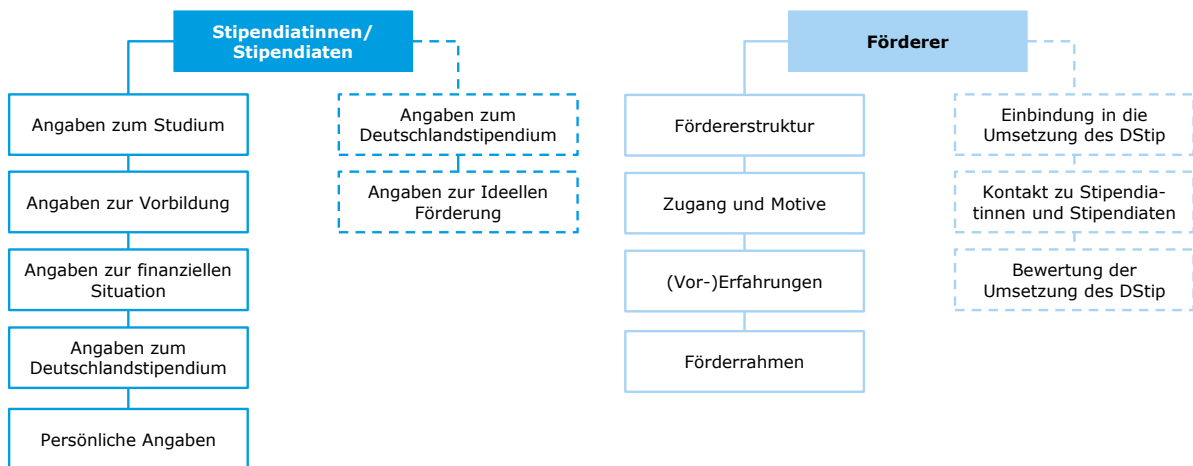 Stipendiatinnen/
Stipendiaten
Angaben zum Studium
Angaben zur Vorbildung
Angaben zur finanziellen
Situation
Angaben zum
Deutschlandstipendium
Persönliche Angaben
Angaben zum
Deutschlandstipendium
Angaben zur Ideellen
Förderung
Förderer
Fördererstruktur
Zugang und Motive
(Vor-)Erfahrungen
Förderrahmen
Einbindung in die
Umsetzung des DStip
Kontakt zu Stipendia-
tinnen und Stipendiaten
Bewertung der
Umsetzung des DStip